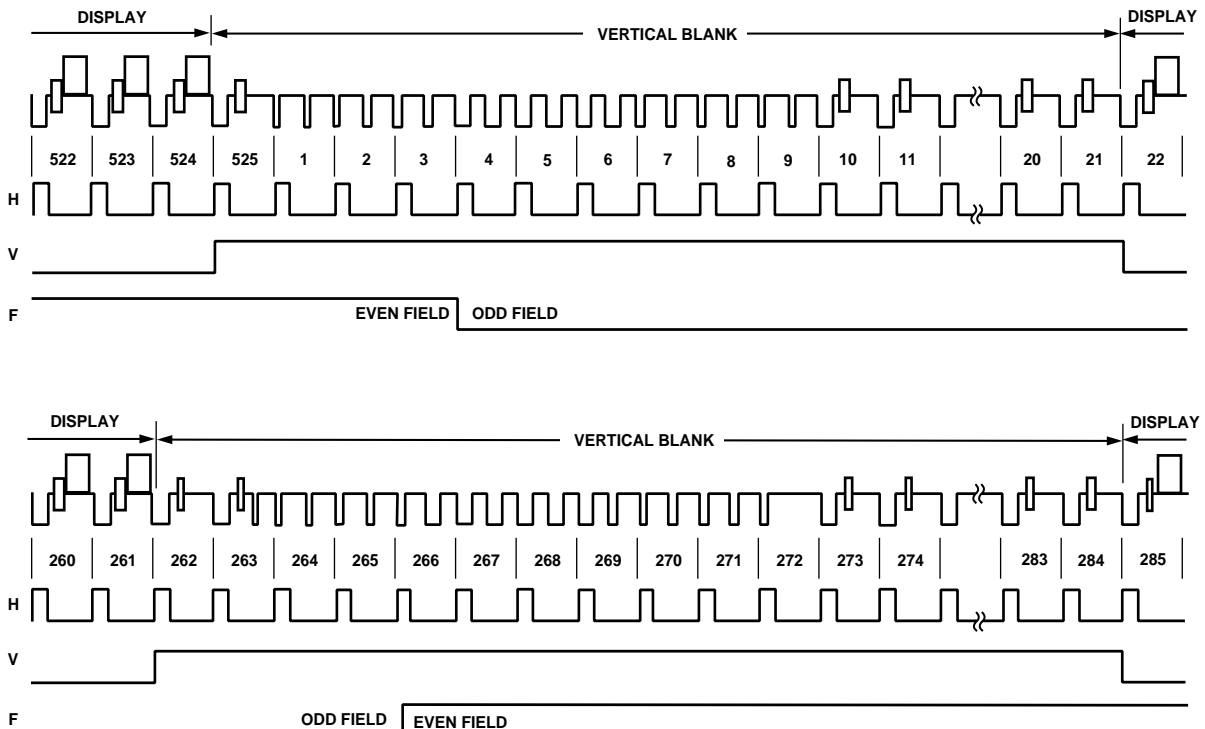 DISPLAY
DISPLAY
VERTICAL BLANK
522 523 524 525 1 2 3 4 5 6 7 8 9 10 11 20 21 22
H
V
F
EVEN FIELD ODD FIELD
DISPLAY
DISPLAY
VERTICAL BLANK
260 261 262 263 264 265 266 267 268 269 270 271 272 273 274 283 284 285
H
V
F
ODD FIELD EVEN FIELD